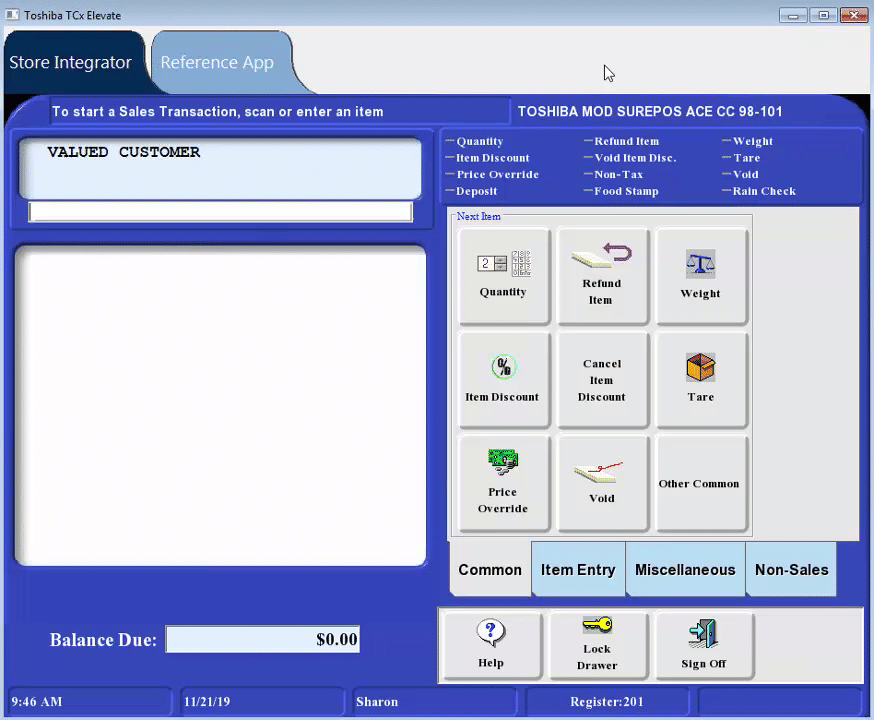 Toshiba TCx Elevate
Store Integrator
Reference App
To start a Sales Transaction, scan or enter an item
TOSHIBA MOD SUREPOS ACE CC 98-101
VALUED CUSTOMER
Quantity
Refund Item
Weight
Item Discount
Void Item Disc.
Tare
Price Override
Non-Tax
Void
Deposit
Food Stamp
Rain Check
Next Item
2
Quantity
Refund
Item
Weight
%
Item Discount
Cancel
Item
Discount
Tare
Price
Override
Void
Other Common
Common
Item Entry
Miscellaneous
Non-Sales
Balance Due:
$0.00
?
Help
Lock
Drawer
Sign Off
9:46 AM
11/21/19
Sharon
Register:201